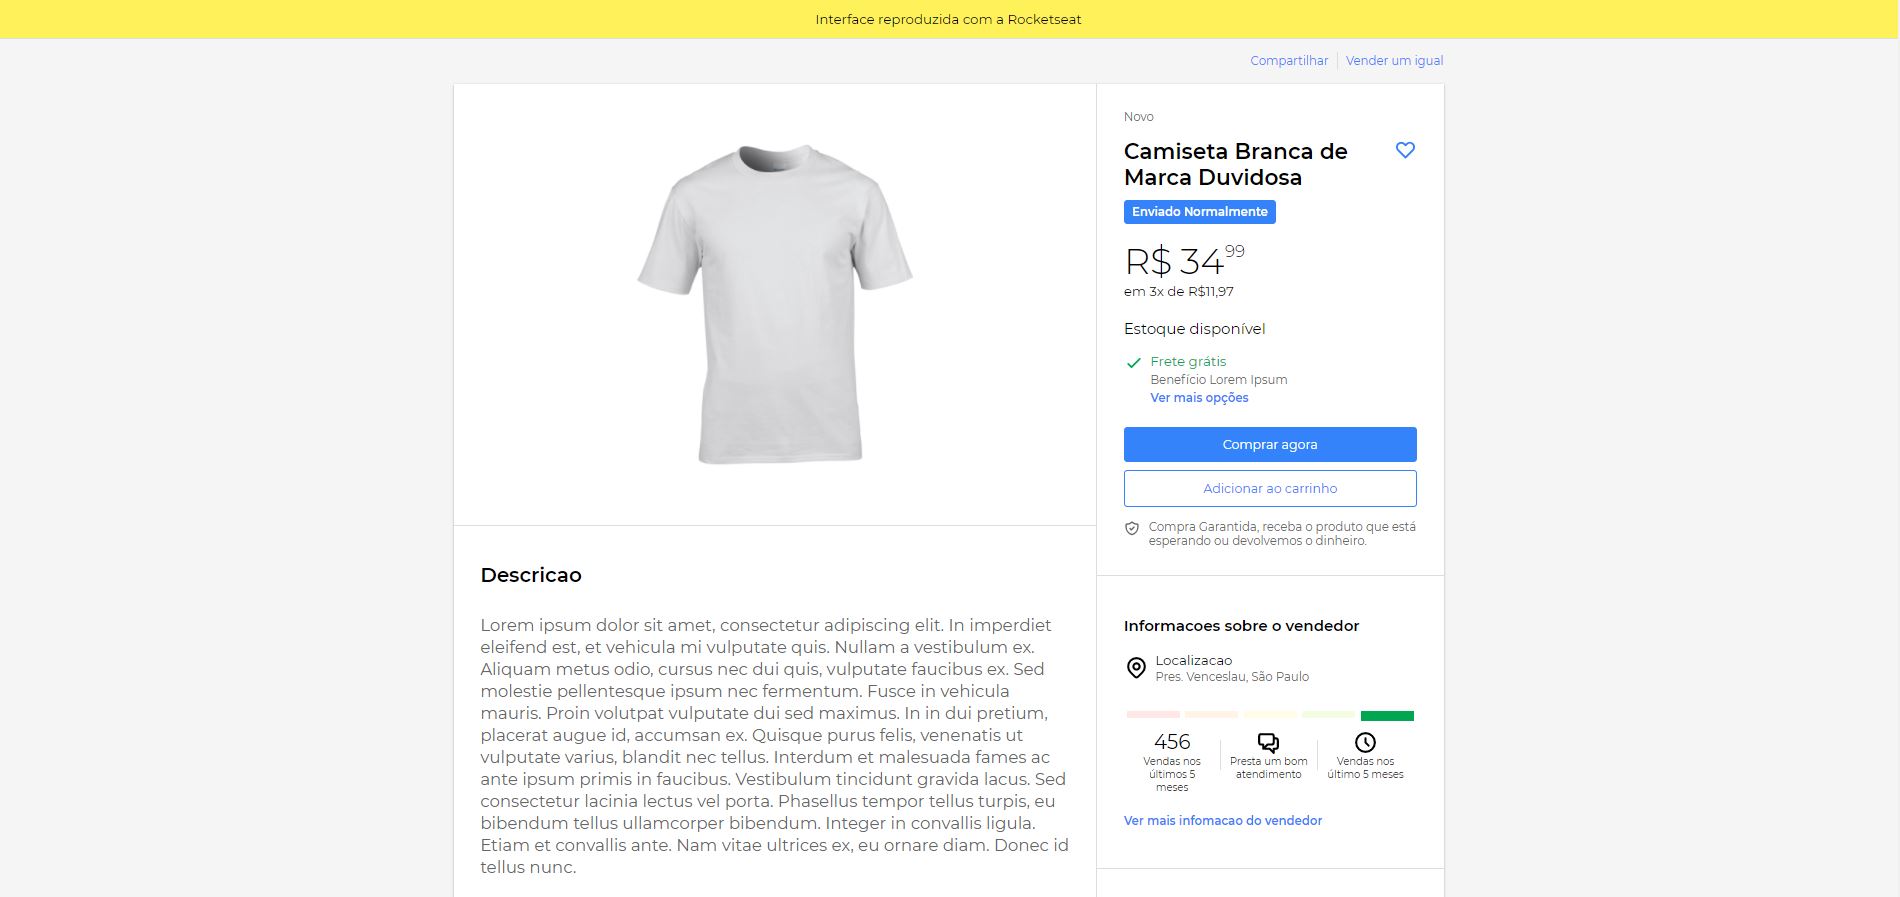 Interface reproduzida com a Rocketseat
Compartilhar
Vender um igual
Novo
Camiseta Branca de
Marca Duvidosa
Enviado Normalmente
R$ 34 99
em 3x de R$11,97
Estoque disponível
Frete grátis
Benefício Lorem Ipsum
Ver mais opções
Comprar agora
Adicionar ao carrinho
Compra Garantida, receba o produto que está
esperando ou devolvemos o dinheiro.
Descricao
Lorem ipsum dolor sit amet, consectetur adipiscing elit. In imperdiet
eleifend est, et vehicula mi vulputate quis. Nullam a vestibulum ex.
Aliquam metus odio, cursus nec dui quis, vulputate faucibus ex. Sed
molestie pellentesque ipsum nec fermentum. Fusce in vehicula
mauris. Proin volutpat vulputate dui sed maximus. In in dui pretium,
placerat augue id, accumsan ex. Quisque purus felis, venenatis ut
vulputate varius, blandit nec tellus. Interdum et malesuada fames ac
ante ipsum primis in faucibus. Vestibulum tincidunt gravida lacus. Sed
consectetur lacinia lectus vel porta. Phasellus tempor tellus turpis, eu
bibendum tellus ullamcorper bibendum. Integer in convallis ligula.
Etiam et convallis ante. Nam vitae ultrices ex, eu ornare diam. Donec id
tellus nunc.
Informacoes sobre o vendedor
Localizacao
Pres. Venceslau, São Paulo
456
Vendas nos
últimos 5
meses
Presta um bom
atendimento
Vendas nos
último 5 meses
Ver mais infomacao do vendedor